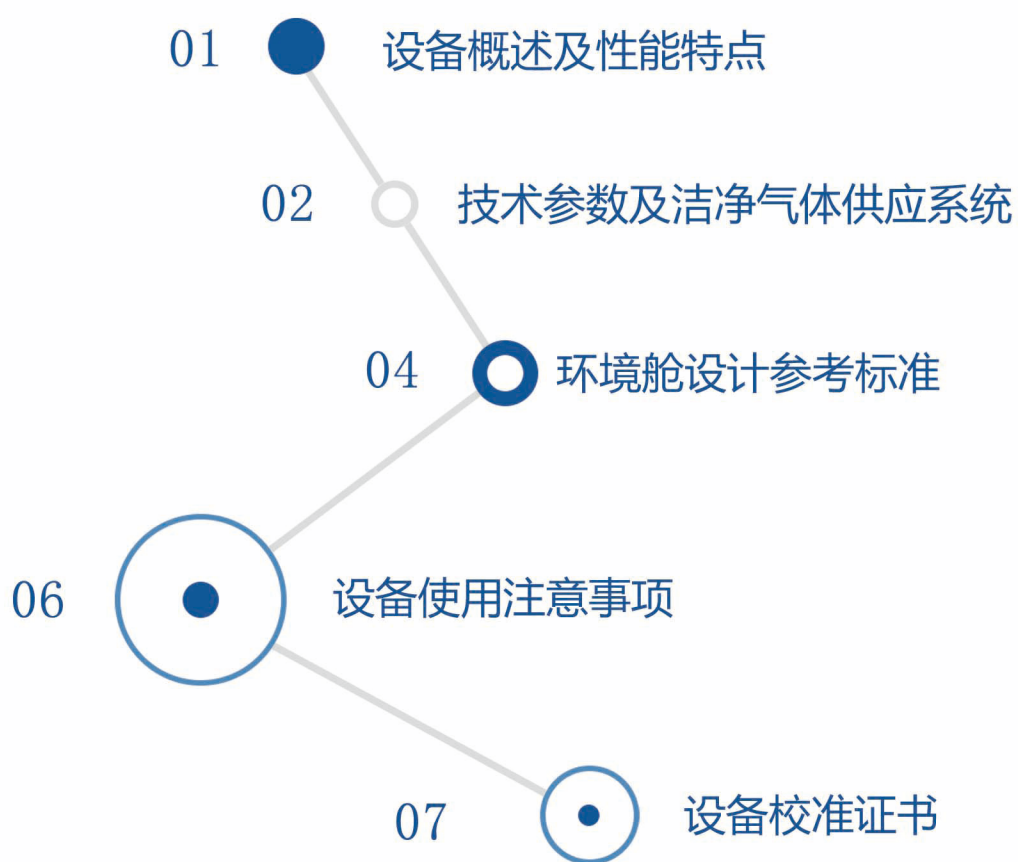 01 设备概述及性能特点
02 技术参数及洁净气体供应系统
04 环境舱设计参考标准
06 设备使用注意事项
07 设备校准证书